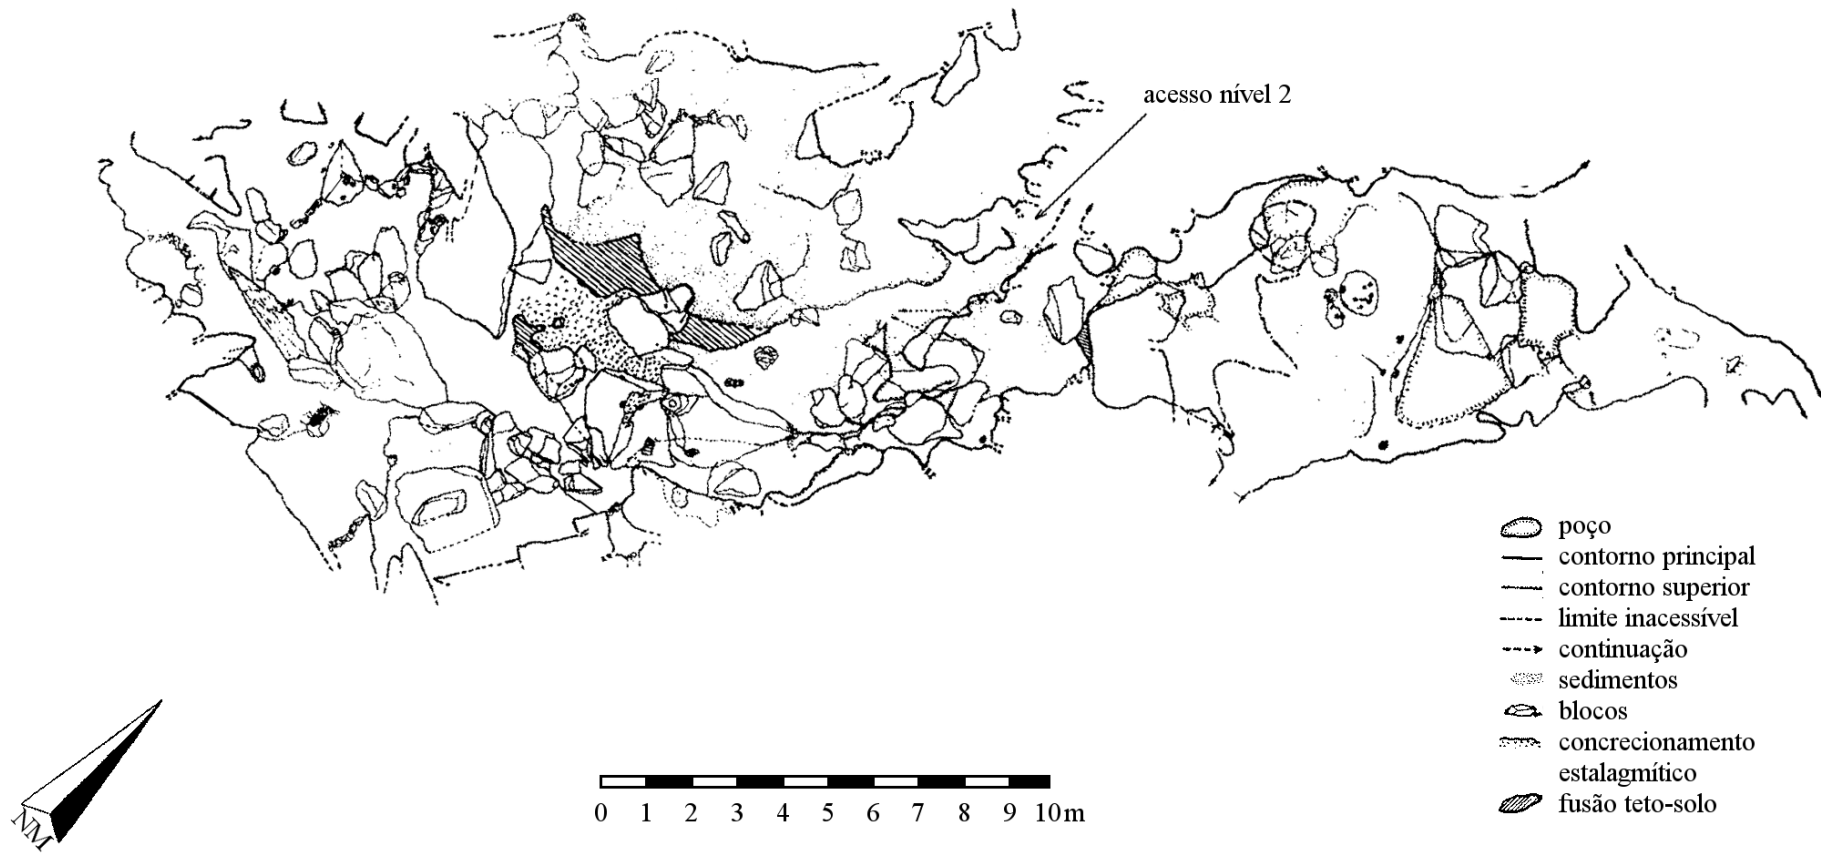 acesso nível 2
poço
contorno principal
contorno superior
limite inacessível
continuação
sedimentos
blocos
concrecionamento
estalagmítico
fusão teto-solo
NM
0 1 2 3 4 5 6 7 8 9 10 m